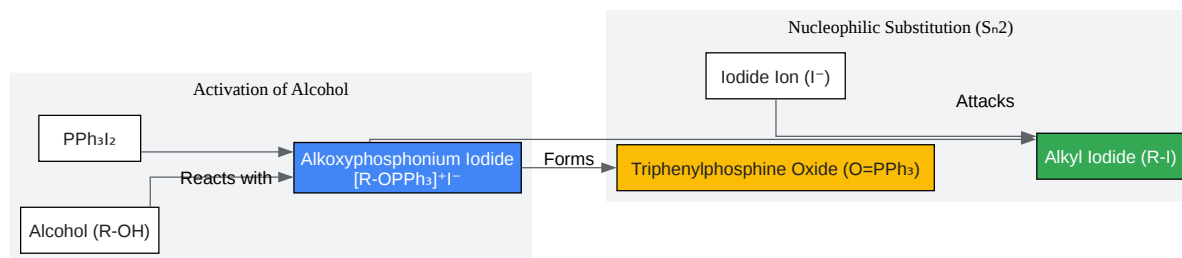 Nucleophilic Substitution (Sₙ2)
Iodide Ion (I⁻)
Activation of Alcohol
Attacks
PPh₃I₂
Alkoxyphosphonium Iodide
[R-OPPh₃]⁺I⁻
Forms
Triphenylphosphine Oxide (O=PPh₃)
Alkyl Iodide (R-I)
Reacts with
Alcohol (R-OH)